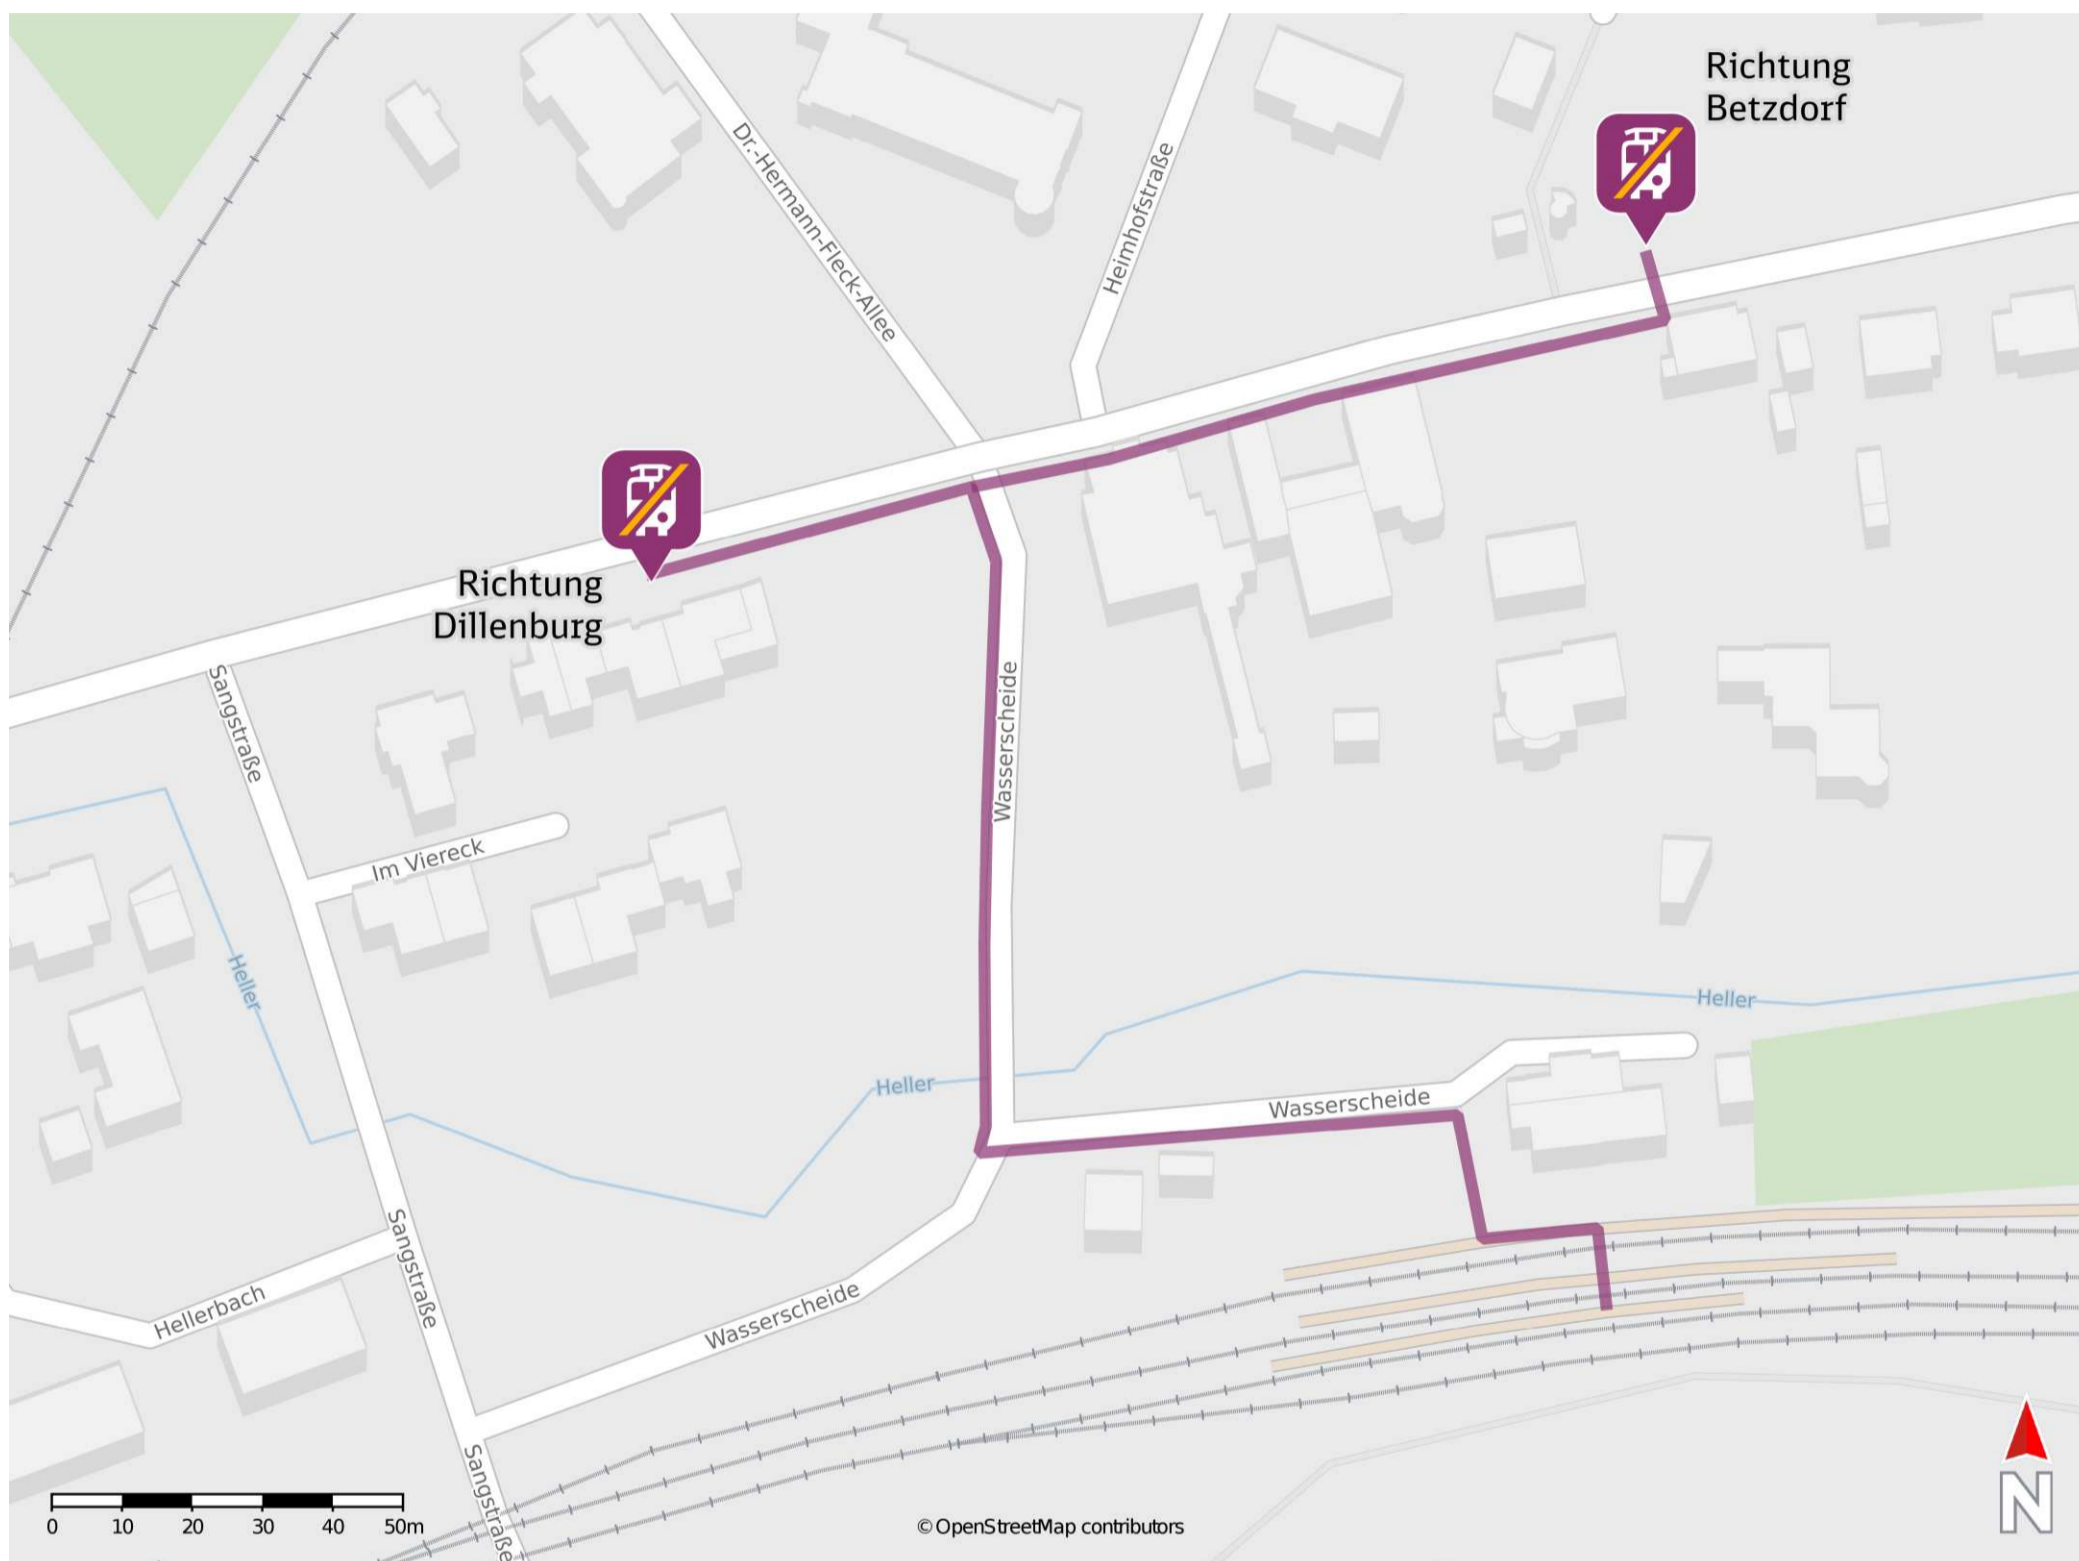 Richtung
Betzdorf
Dr.-Hermann-Fleck-Allee
Heimhofstraße
Richtung
Dillenburg
Sangstraße
Wasserscheide
Im Viereck
Heller
Heller
Heller
Wasserscheide
Sangstraße
Hellerbach
Wasserscheide
Sangstraße
0 10 20 30 40 50m
© OpenStreetMap contributors
N